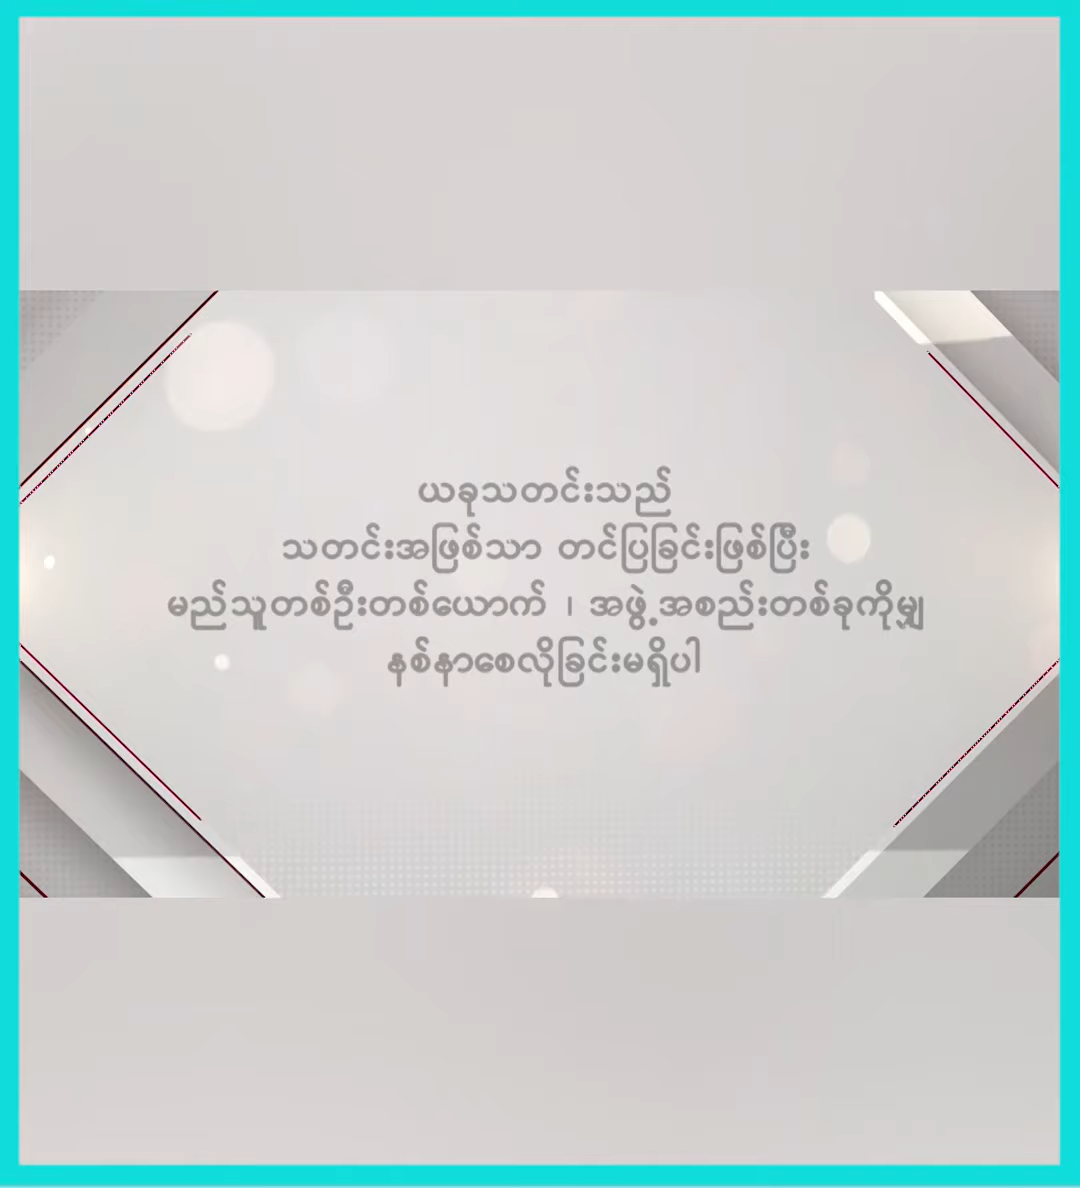 ယခုသတင်းသည်
သတင်းအဖြစ်သာ တင်ပြခြင်းဖြစ်ပြီး
မည်သူတစ်ဦးတစ်ယောက် ၊ အဖွဲ့အစည်းတစ်ခုကိုမျှ
နစ်နာစေလိုခြင်းမရှိပါ